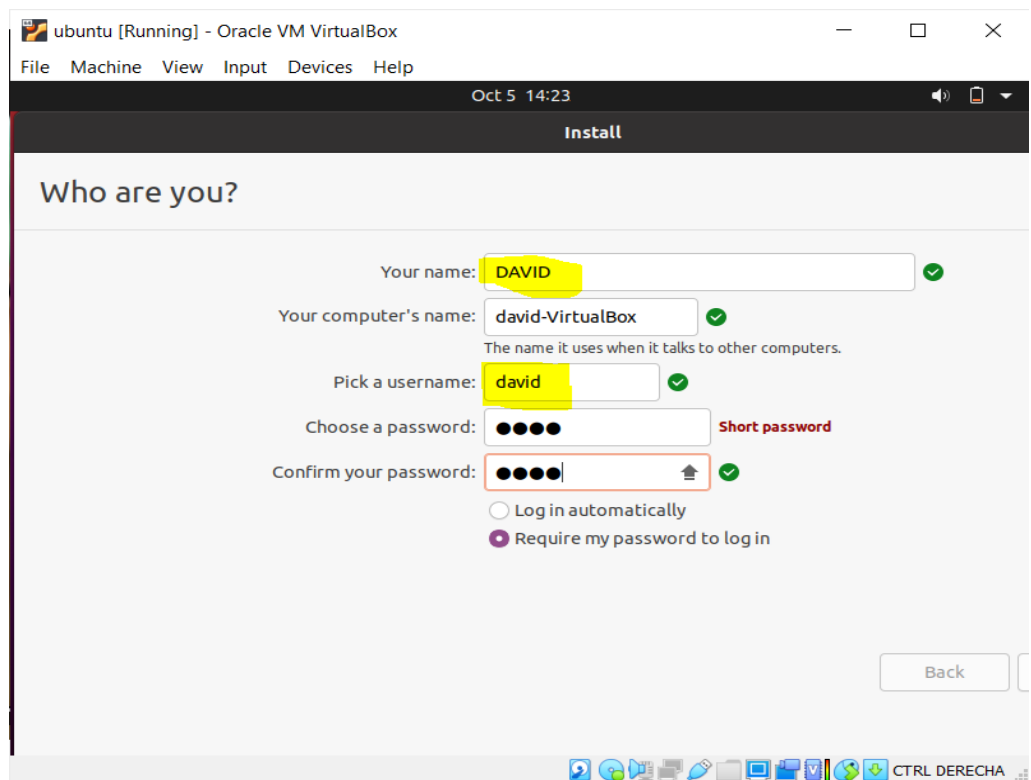 ubuntu [Running] - Oracle VM VirtualBox
File Machine View Input Devices Help
Oct 5 14:23
Install
Who are you?
Your name: DAVID
Your computer's name: david-VirtualBox
The name it uses when it talks to other computers.
Pick a username: david
Choose a password: ●●●● Short password
Confirm your password: ●●●●
Log in automatically
Require my password to log in
Back
CTRL DERECHA